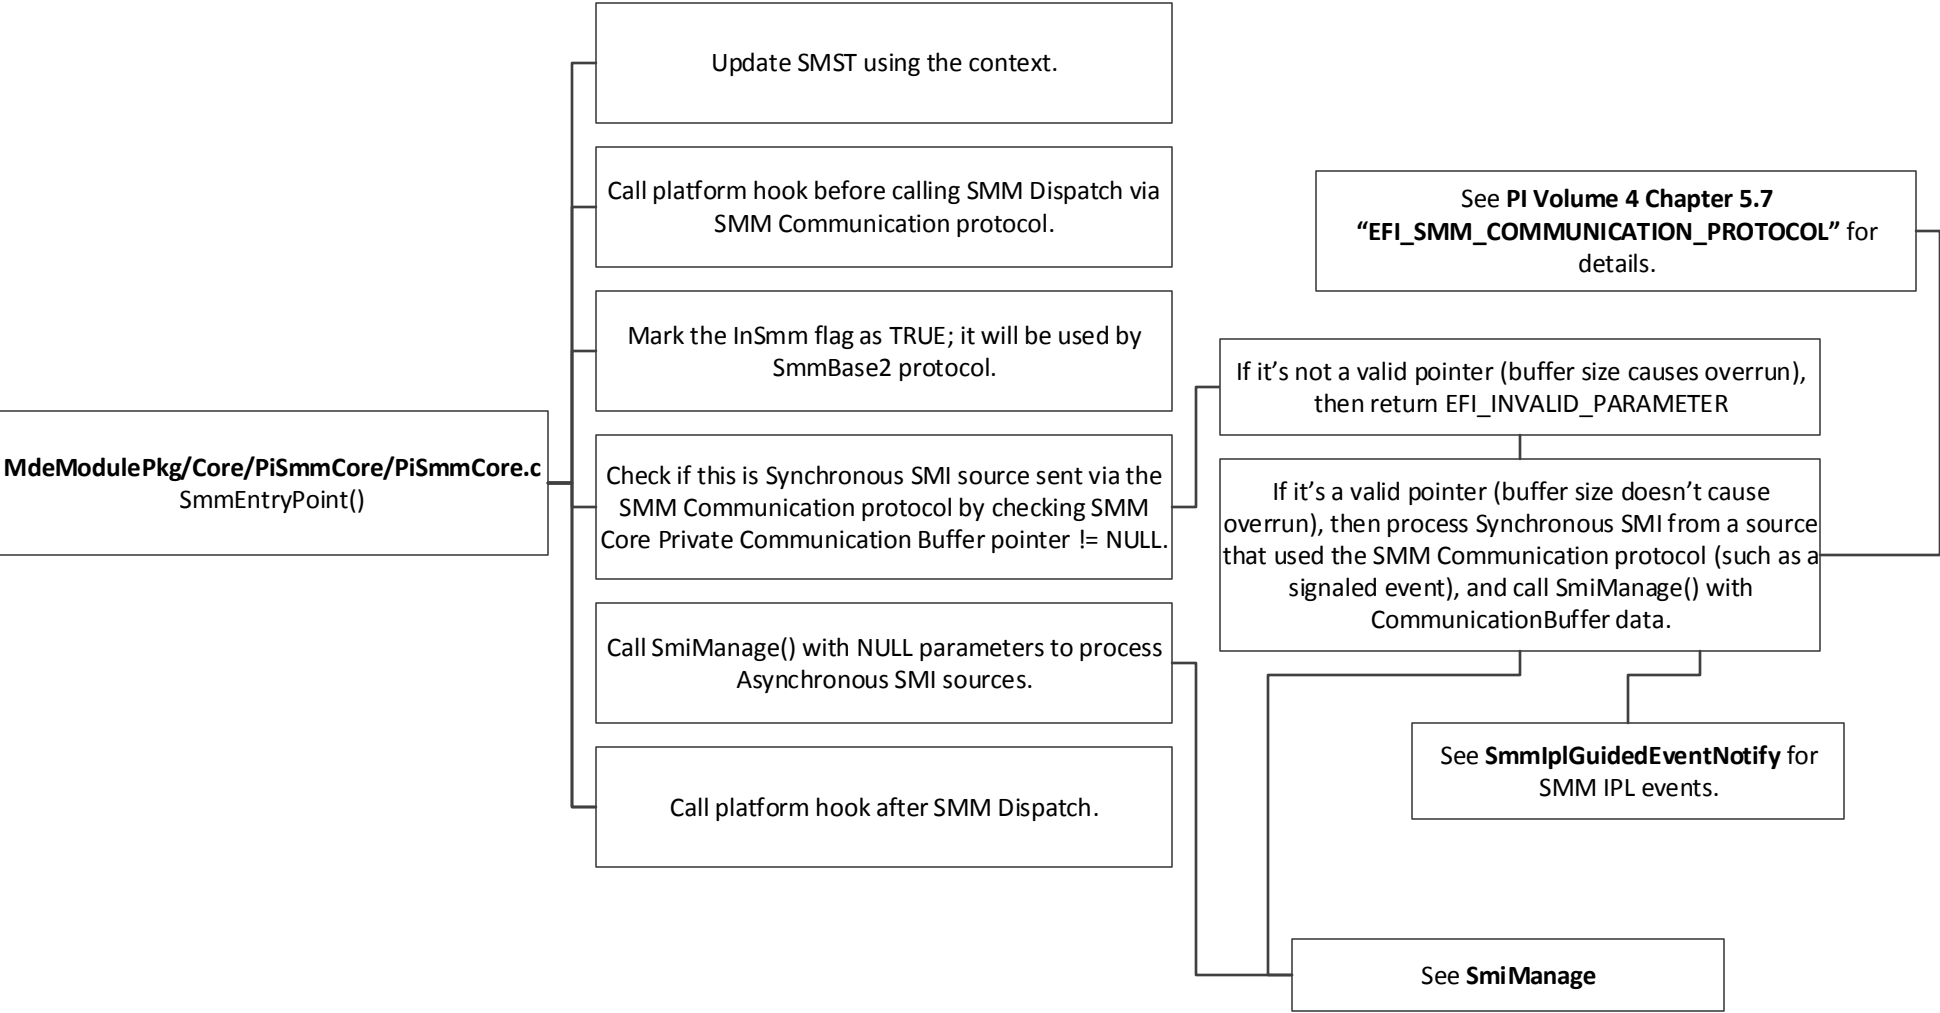 Update SMST using the context.
Call platform hook before calling SMM Dispatch via
SMM Communication protocol.
See PI Volume 4 Chapter 5.7
“EFI_SMM_COMMUNICATION_PROTOCOL” for
details.
Mark the InSmm flag as TRUE; it will be used by
SmmBase2 protocol.
If it’s not a valid pointer (buffer size causes overrun),
then return EFI_INVALID_PARAMETER
MdeModulePkg/Core/PiSmmCore/PiSmmCore.c
SmmEntryPoint()
Check if this is Synchronous SMI source sent via the
SMM Communication protocol by checking SMM
Core Private Communication Buffer pointer != NULL.
If it’s a valid pointer (buffer size doesn’t cause
overrun), then process Synchronous SMI from a source
that used the SMM Communication protocol (such as a
signaled event), and call SmiManage() with
CommunicationBuffer data.
Call SmiManage() with NULL parameters to process
Asynchronous SMI sources.
See SmmIplGuidedEventNotify for
SMM IPL events.
Call platform hook after SMM Dispatch.
See SmiManage